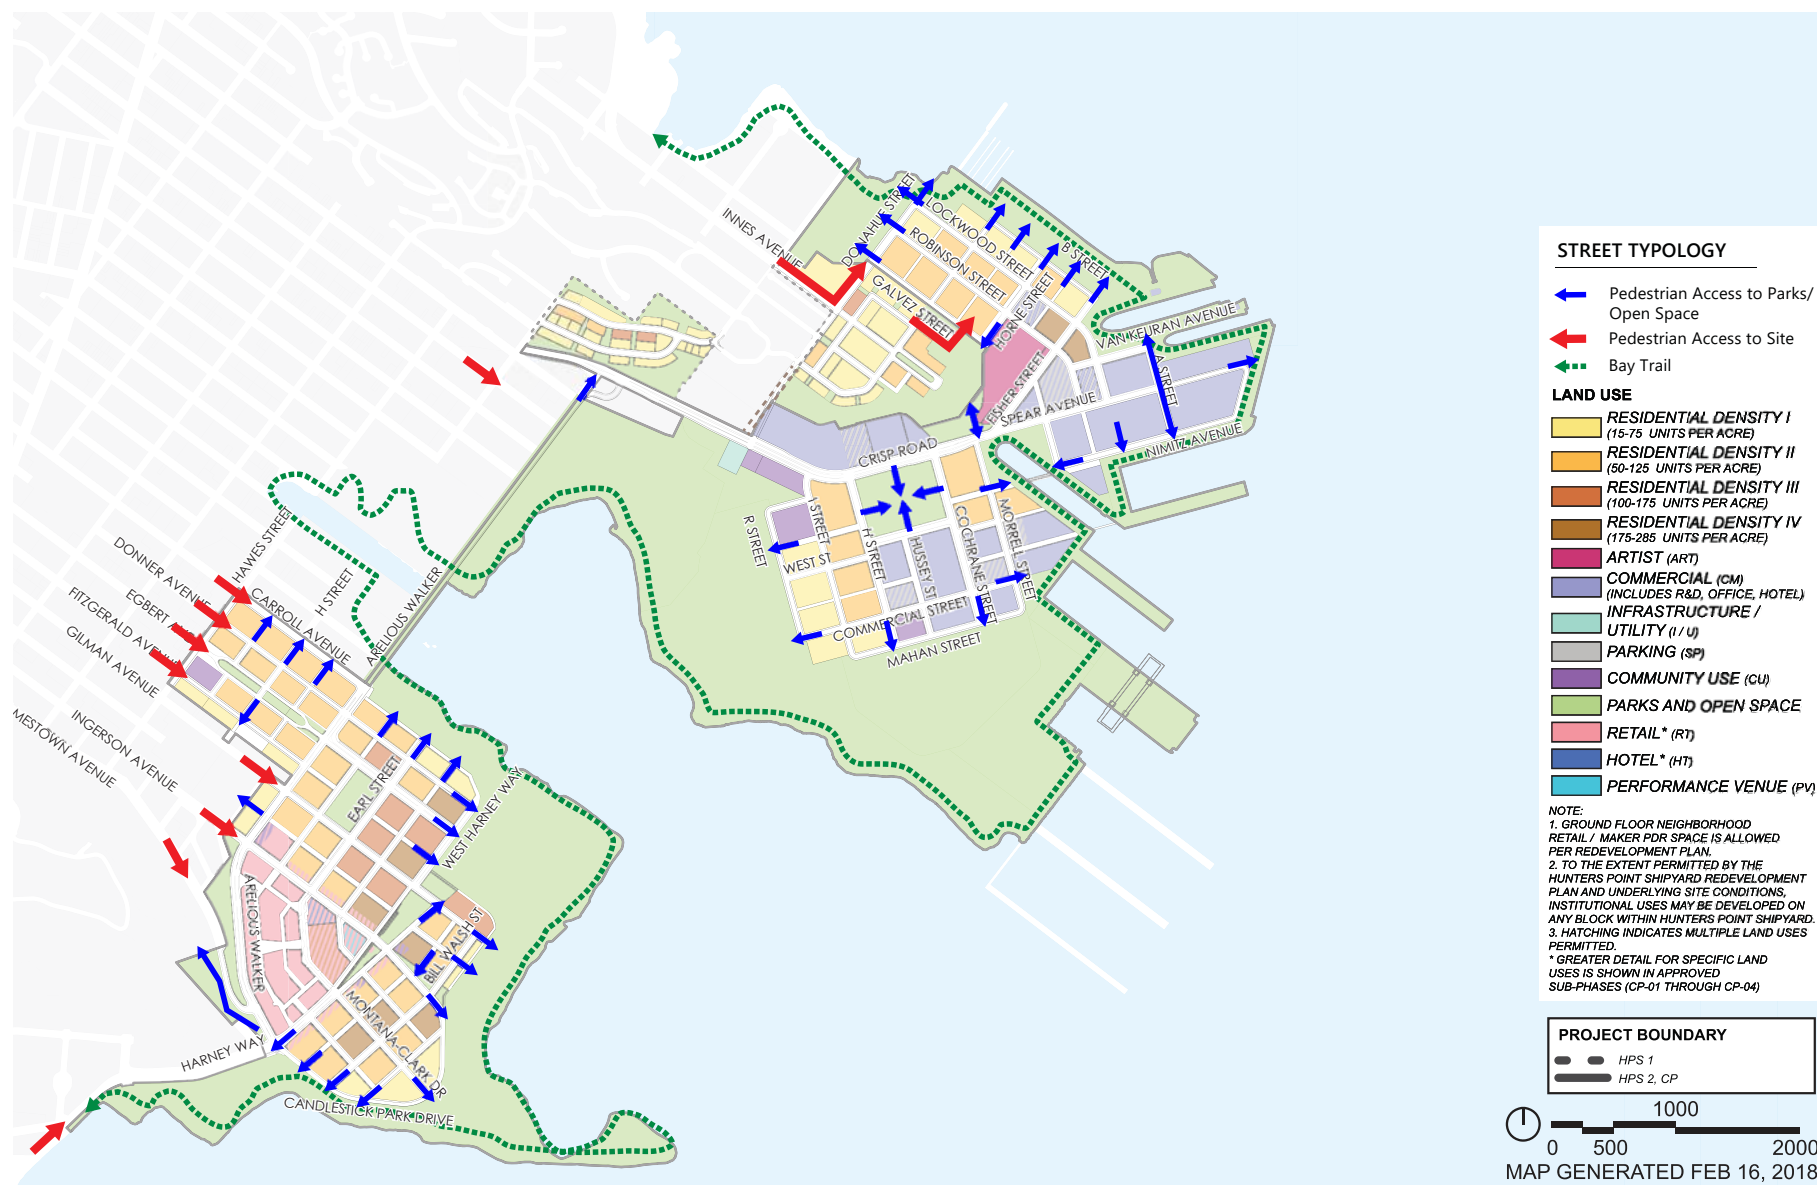 INNES AVENUE
DONAHUE STREET
LOCKWOOD STREET
ROBINSON STREET
B STREET
GALVEZ STREET
HORNE STREET
VAN KEURAN AVENUE
FISHER STREET
A STREET
SPEAR AVENUE
NIMITZ AVENUE
CRISP ROAD
R STREET
I STREET
H STREET
HUSSEY ST
COCHRANE STREET
MORRELL STREET
WEST ST
COMMERCIAL STREET
MAHAN STREET
HAWES STREET
DONNER AVENUE
EGBERT
FITZGERALD AVENUE
GILMAN AVENUE
H STREET
CARROLL AVENUE
ARELIOUS WALKER
INGERSON AVENUE
MESTOWN AVENUE
EARL STREET
WEST HARNEY WAY
ARELIOUS WALKER
BILL WALSH ST
MONTANA-CLARK DR
HARNEY WAY
CANDLESTICK PARK DRIVE
STREET TYPOLOGY
Pedestrian Access to Parks/
Open Space
Pedestrian Access to Site
Bay Trail
LAND USE
RESIDENTIAL DENSITY I
(15-75 UNITS PER ACRE)
RESIDENTIAL DENSITY II
(50-125 UNITS PER ACRE)
RESIDENTIAL DENSITY III
(100-175 UNITS PER ACRE)
RESIDENTIAL DENSITY IV
(175-285 UNITS PER ACRE)
ARTIST (ART)
COMMERCIAL (CM)
(INCLUDES R&D, OFFICE, HOTEL)
INFRASTRUCTURE /
UTILITY (I / U)
PARKING (SP)
COMMUNITY USE (CU)
PARKS AND OPEN SPACE
RETAIL* (RT)
HOTEL* (HT)
PERFORMANCE VENUE (PV)
NOTE:
1. GROUND FLOOR NEIGHBORHOOD
RETAIL / MAKER PDR SPACE IS ALLOWED
PER REDEVELOPMENT PLAN.
2. TO THE EXTENT PERMITTED BY THE
HUNTERS POINT SHIPYARD REDEVELOPMENT
PLAN AND UNDERLYING SITE CONDITIONS,
INSTITUTIONAL USES MAY BE DEVELOPED ON
ANY BLOCK WITHIN HUNTERS POINT SHIPYARD.
3. HATCHING INDICATES MULTIPLE LAND USES
PERMITTED.
* GREATER DETAIL FOR SPECIFIC LAND
USES IS SHOWN IN APPROVED
SUB-PHASES (CP-01 THROUGH CP-04)
PROJECT BOUNDARY
HPS 1
HPS 2, CP
1000
0 500 2000
MAP GENERATED FEB 16, 2018